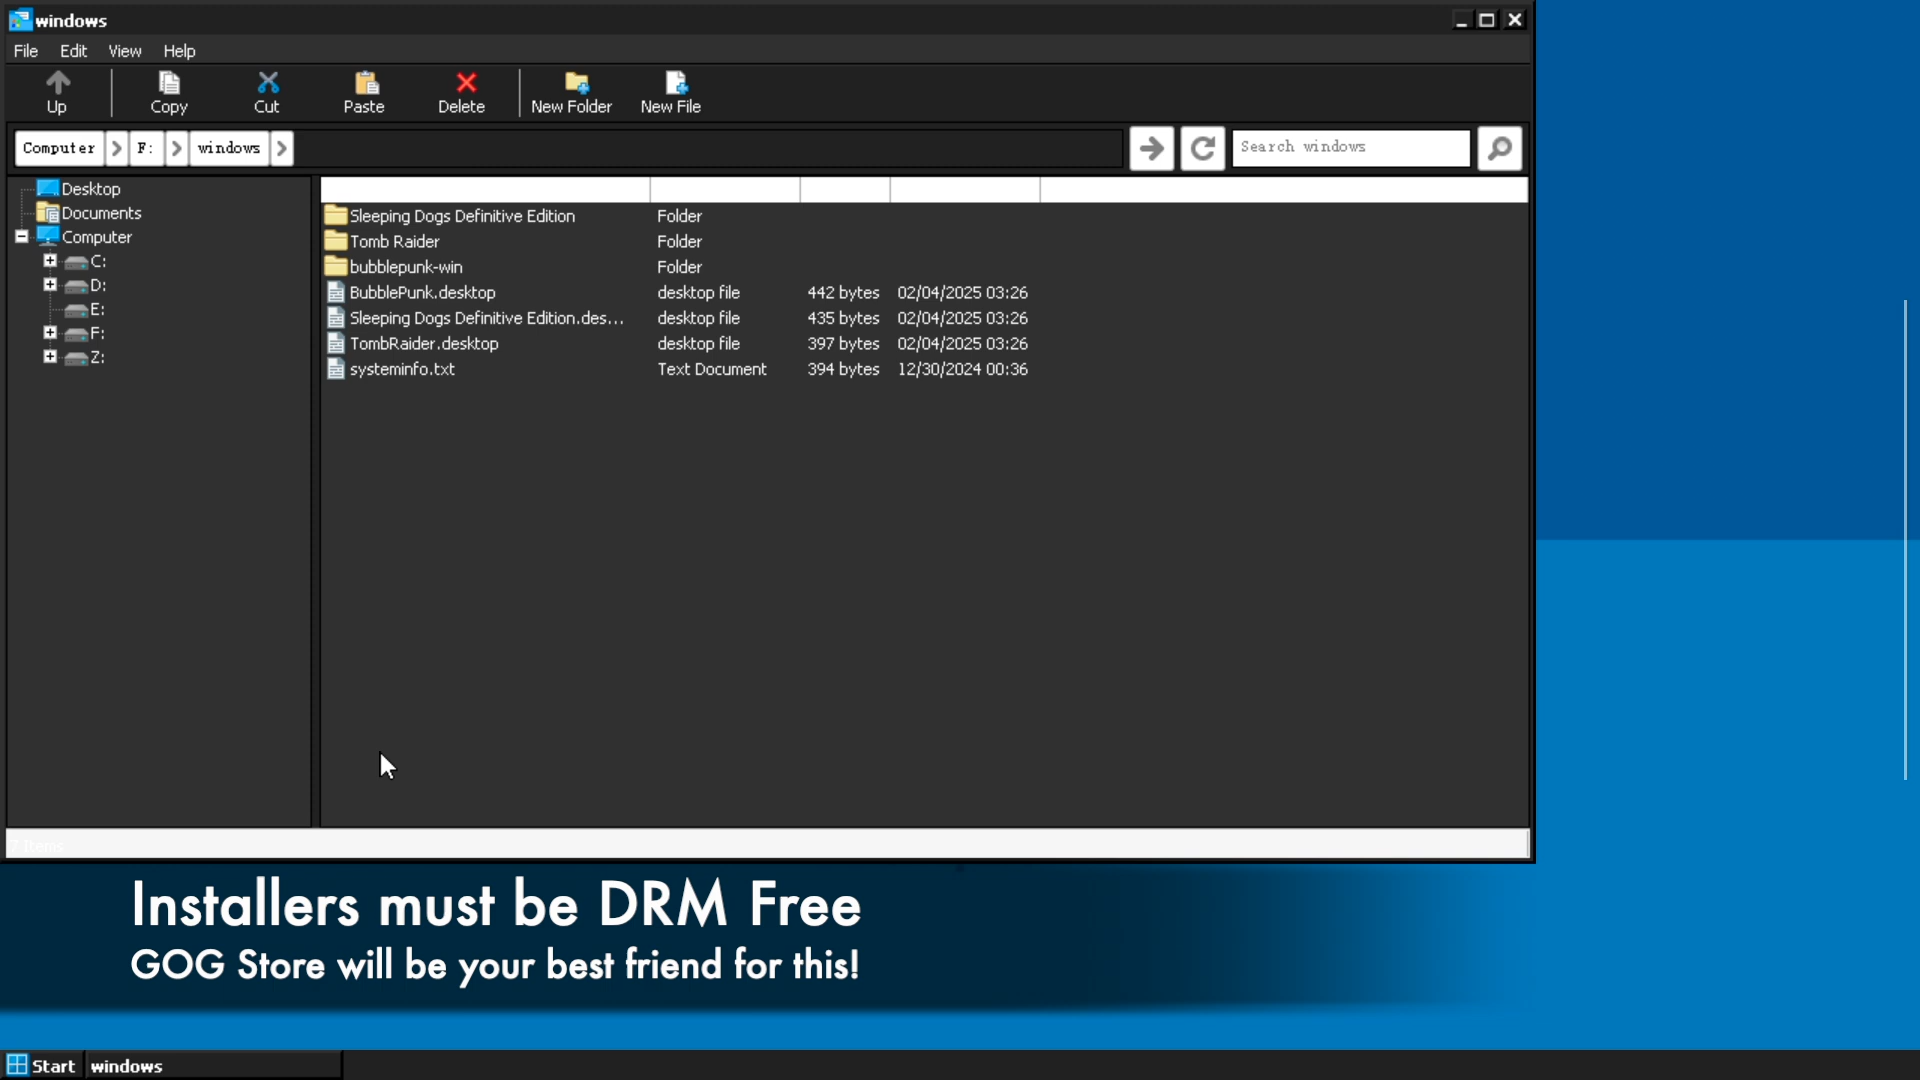 windows
File Edit View Help
Up Copy Cut Paste Delete New Folder New File
Computer F: windows Search windows
Desktop
Documents
Computer
C:
D:
E:
F:
Z:
Sleeping Dogs Definitive Edition Folder
Tomb Raider Folder
bubblepunk-win Folder
BubblePunk.desktop desktop file 442 bytes 02/04/2025 03:26
Sleeping Dogs Definitive Edition.des... desktop file 435 bytes 02/04/2025 03:26
TombRaider.desktop desktop file 397 bytes 02/04/2025 03:26
systeminfo.txt Text Document 394 bytes 12/30/2024 00:36
7 Items
Installers must be DRM Free
GOG Store will be your best friend for this!
Start windows